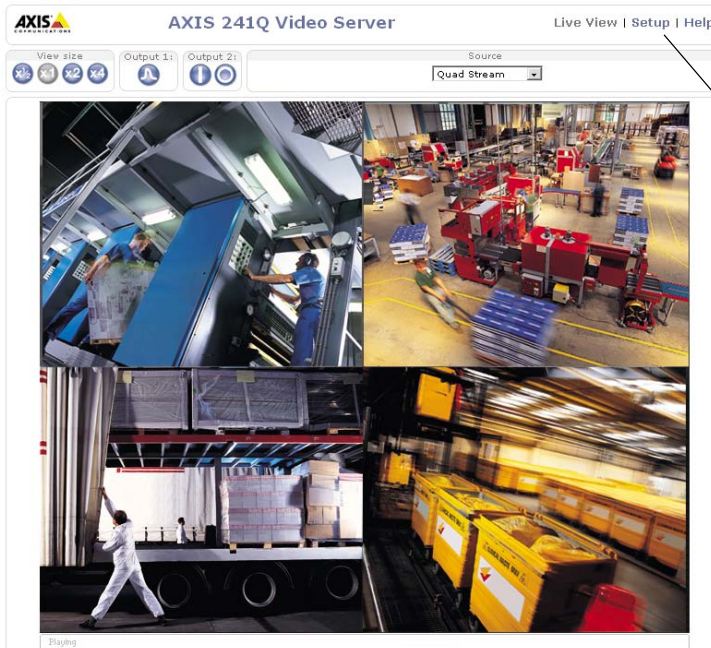 AXIS
COMMUNICATIONS
AXIS 241Q Video Server
Live View | Setup | Help
View size
x½ x1 x2 x4
Output 1:
Output 2:
Source
Quad Stream
Playing